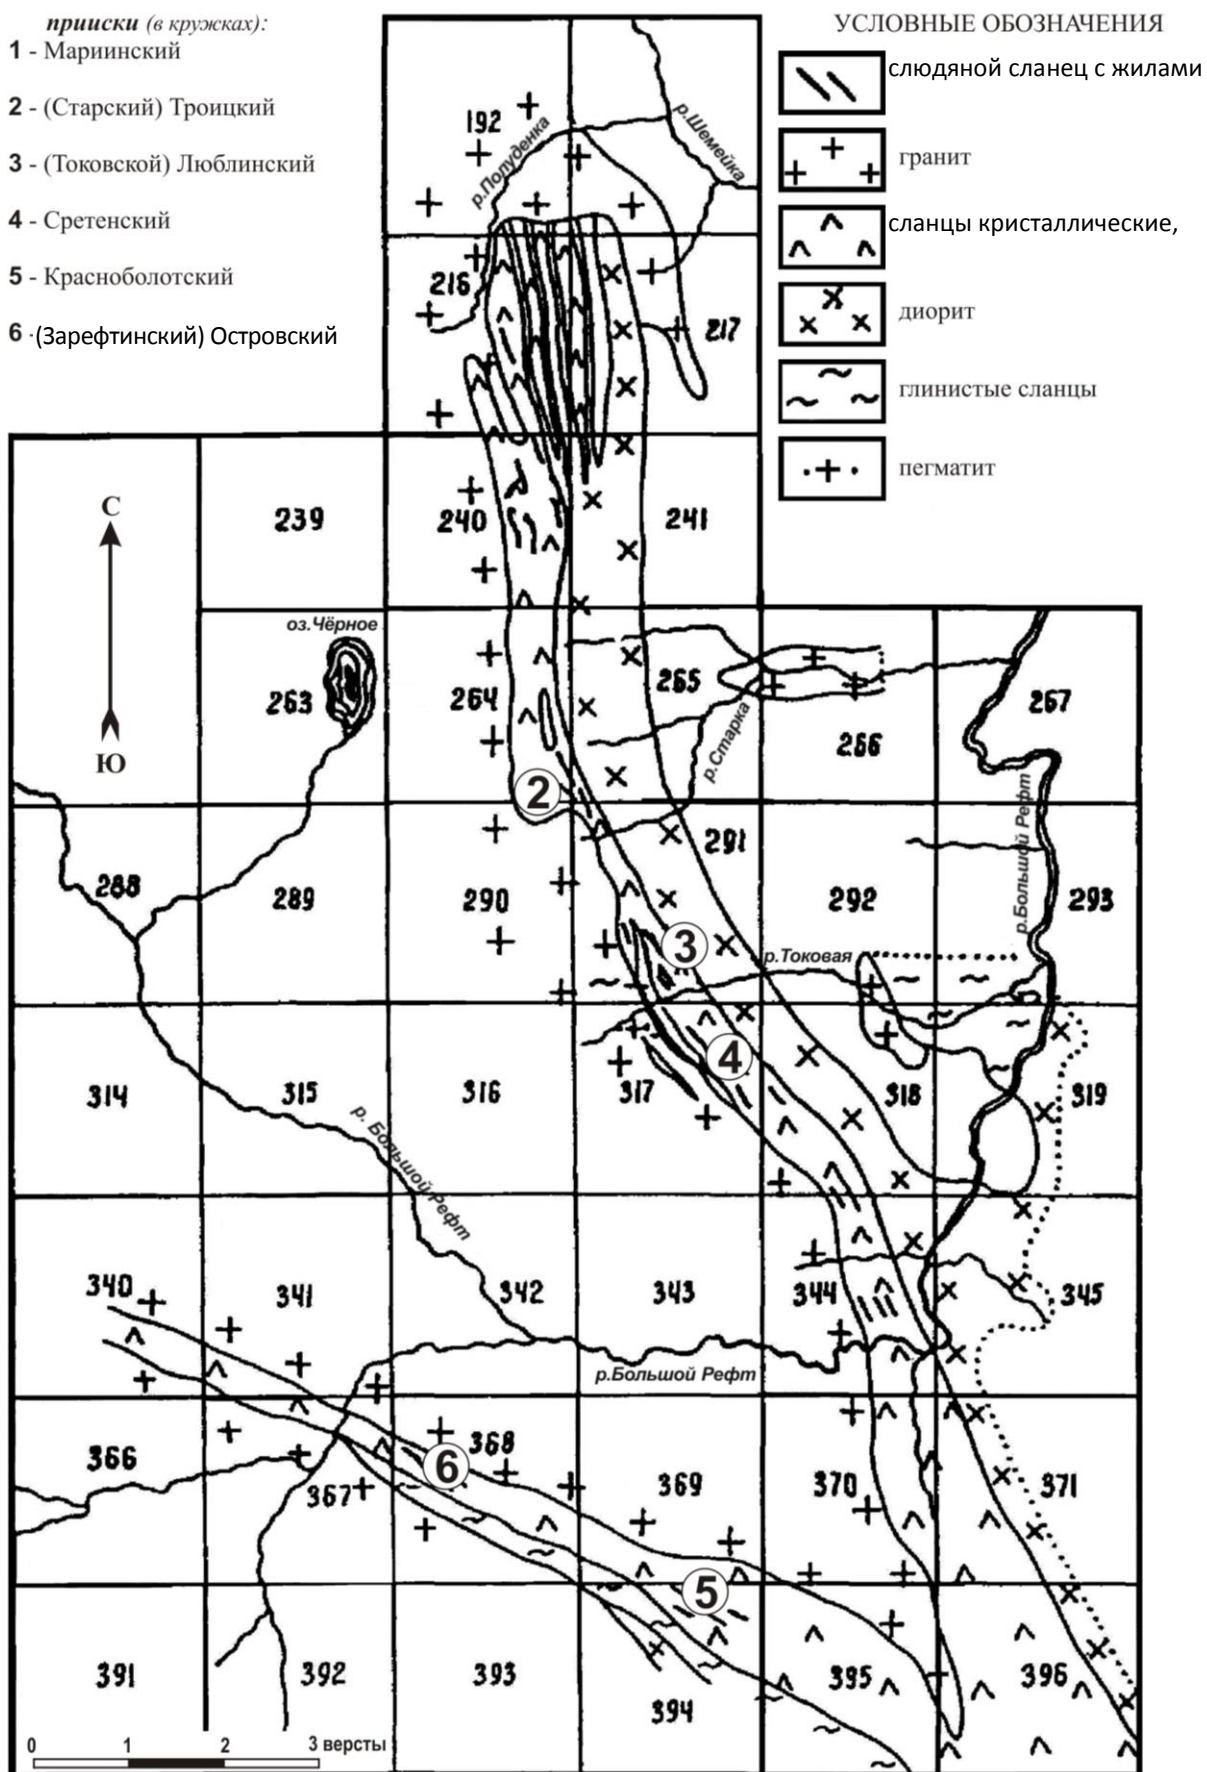 прииски (в кружках):
1 - Мариинский
2 - (Старский) Троицкий
3 - (Токовской) Люблинский
4 - Сретенский
5 - Красноболотский
6 - (Зарефтинский) Островский
УСЛОВНЫЕ ОБОЗНАЧЕНИЯ
слюдяной сланец с жилами
гранит
сланцы кристаллические,
диорит
глинистые сланцы
пегматит
192
р.Полуденка
р.Шемейка
216
217
С
Ю
239
240
241
оз.Чёрное
263
264
265
266
267
р.Старка
2
288
289
290
291
292
293
р.Большой Рефт
3
р.Токовая
4
314
315
316
317
318
319
р. Большой Рефт
340
341
342
343
344
345
р.Большой Рефт
366
367
368
369
370
371
6
5
391
392
393
394
395
396
0 1 2 3 версты